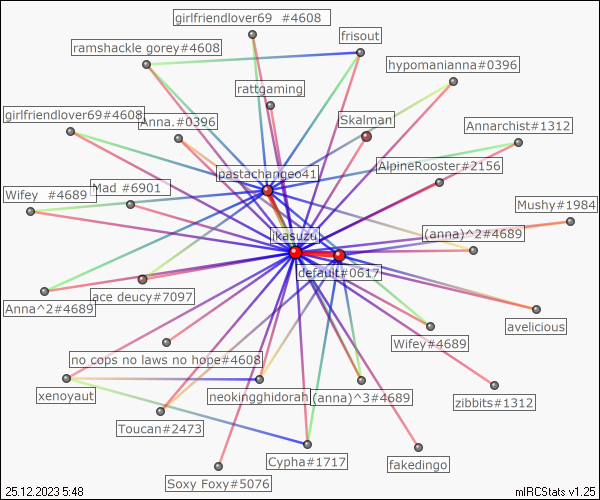 girlfriendlover69 #4608
frisout
ramshackle gorey#4608
hypomanianna#0396
rattgaming
girlfriendlover69#4608
Anna.#0396
Skalman
Annarchist#1312
pastachangeo41
AlpineRooster#2156
Wifey #4689
Mad #6901
Mushy#1984
(anna)^2#4689
ikasuzu
default#0617
Anna^2#4689
ace deucy#7097
avelicious
Wifey#4689
no cops no laws no hope#4608
xenoyaut
neokingghidorah
(anna)^3#4689
zibbits#1312
Toucan#2473
Cypha#1717
fakedingo
Soxy Foxy#5076
25.12.2023 5:48
mIRCStats v1.25